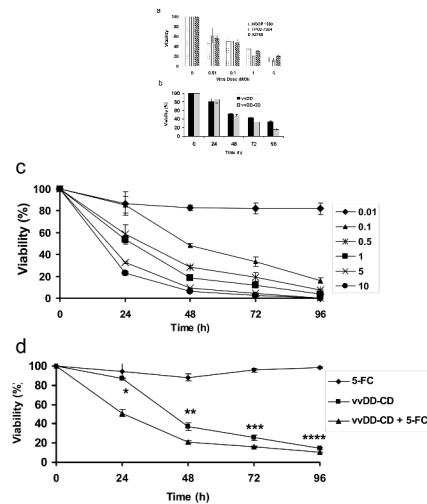 a
Viability
100
80
60
40
20
0
0 0.01 0.1 1 5
Virus Dose (MOI)
b
Viability (%)
100
80
60
40
20
0
vvDD
vvDD-CD
0 24 48 72 96
Time (h)
c
Viability (%)
100
80
60
40
20
0
0 24 48 72 96
Time (h)
0.01
0.1
0.5
1
5
10
d
Viability (%)
100
80
60
40
20
0
* ** *** ****
0 24 48 72 96
Time (h)
5-FC
vvDD-CD
vvDD-CD + 5-FC